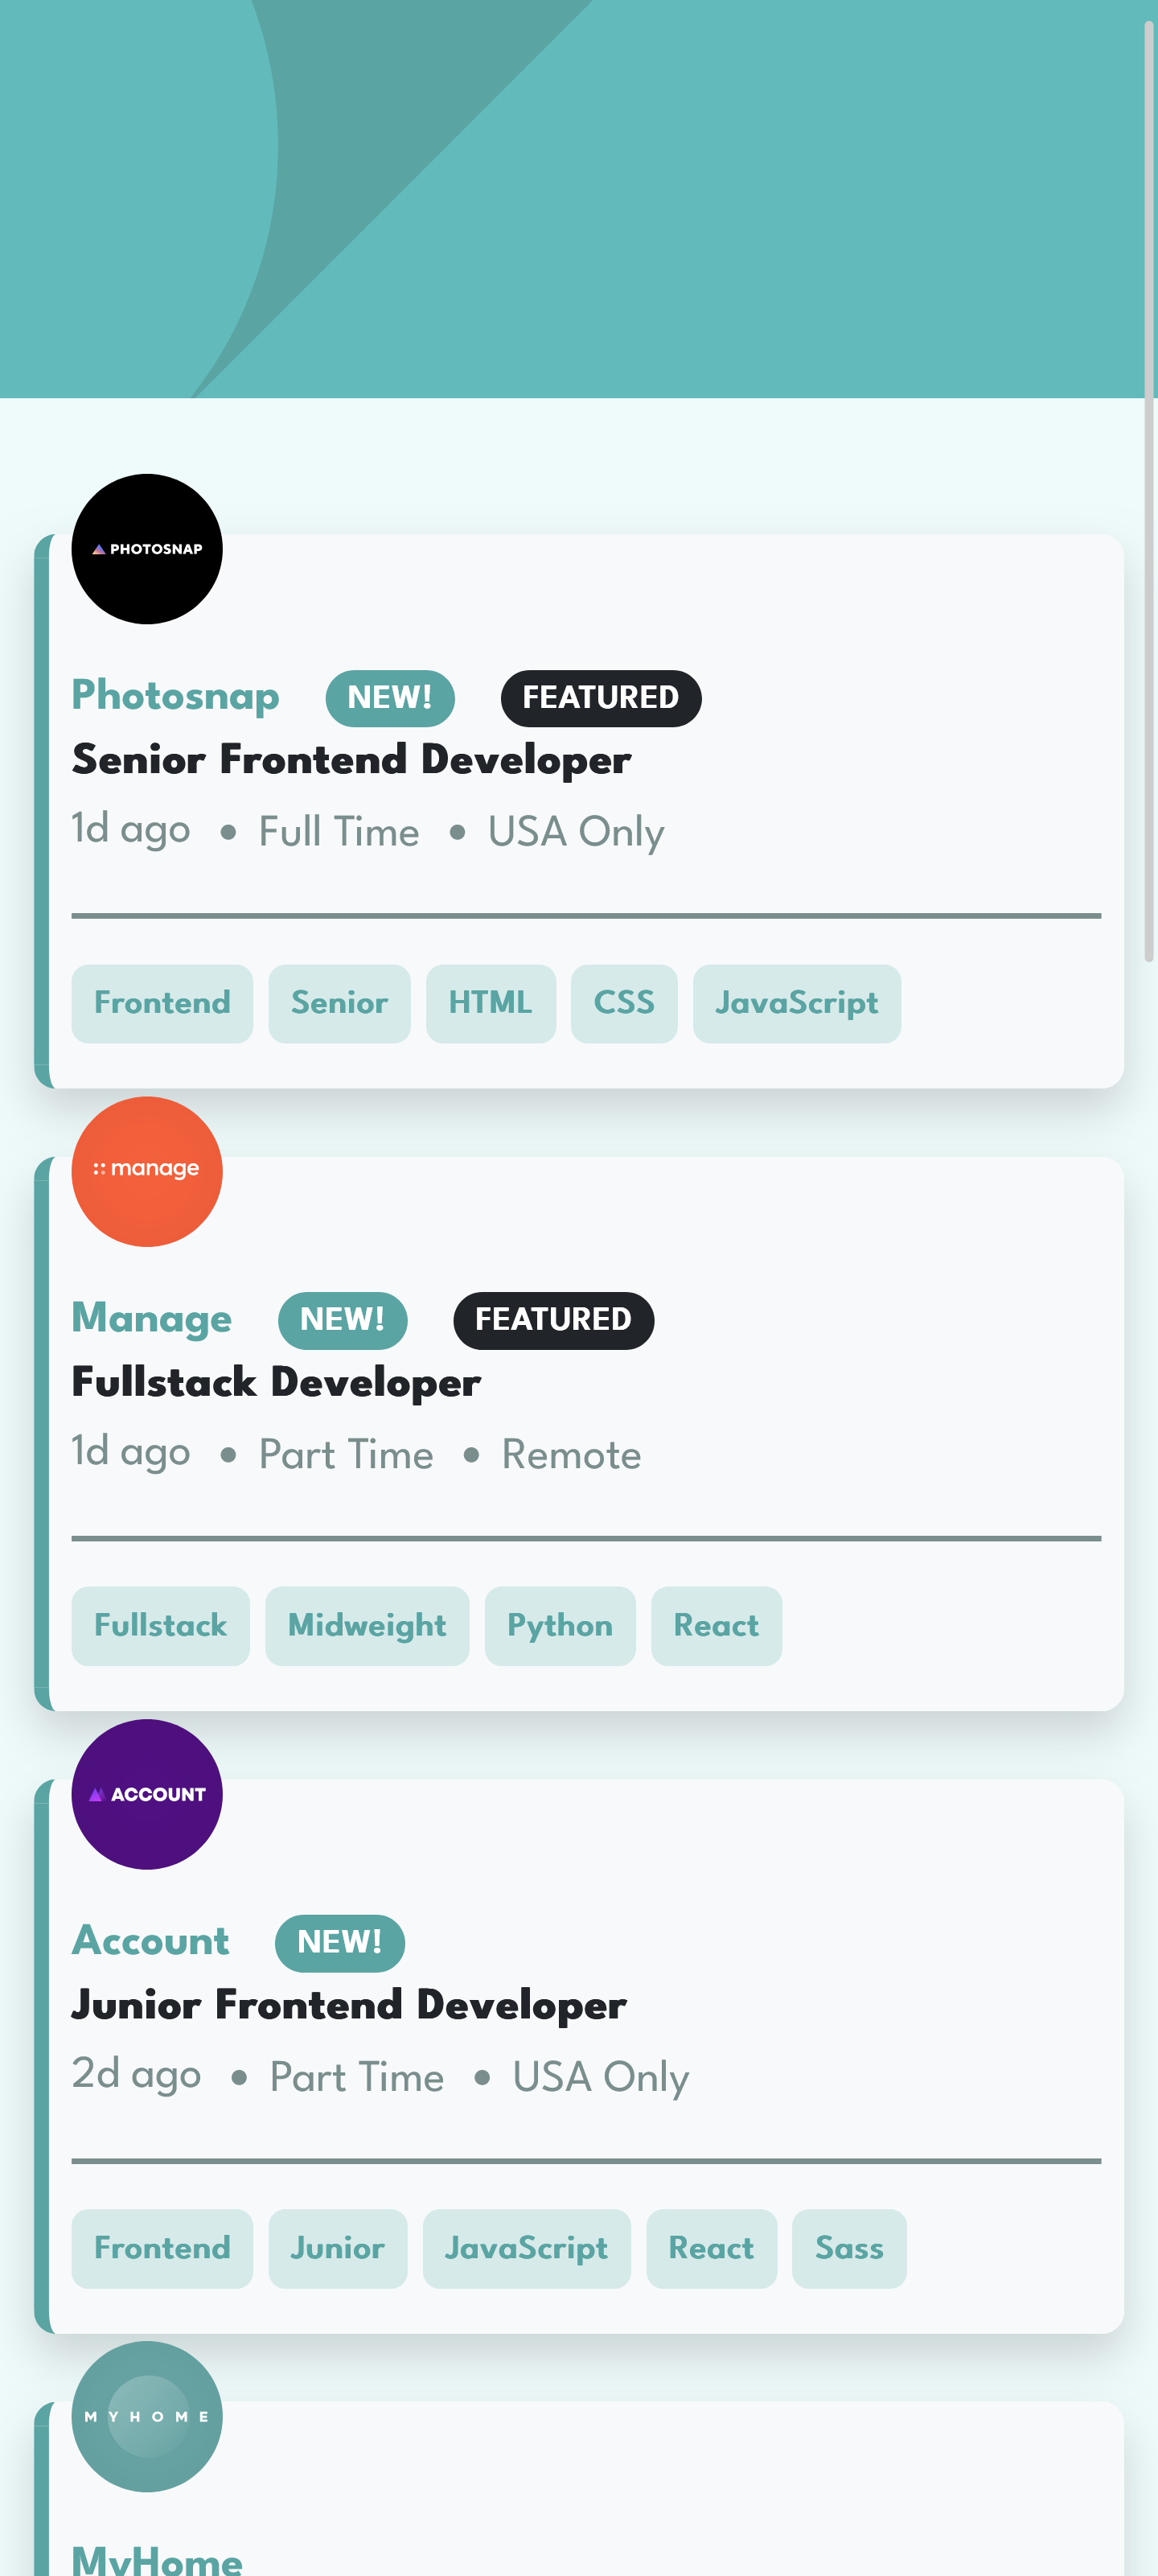 PHOTOSNAP
Photosnap NEW! FEATURED
Senior Frontend Developer
1d ago • Full Time • USA Only
Frontend Senior HTML CSS JavaScript
manage
Manage NEW! FEATURED
Fullstack Developer
1d ago • Part Time • Remote
Fullstack Midweight Python React
ACCOUNT
Account NEW!
Junior Frontend Developer
2d ago • Part Time • USA Only
Frontend Junior JavaScript React Sass
MYHOME
MyHome